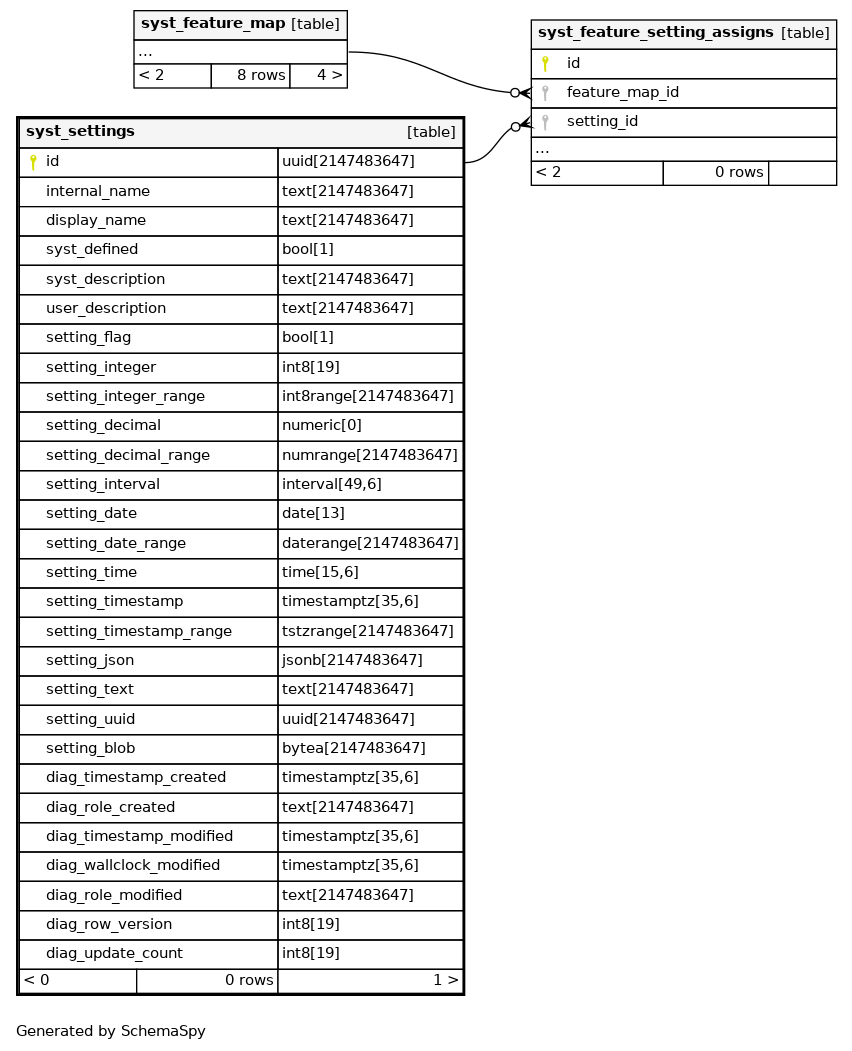 syst_feature_map [table]
...
< 2 8 rows 4 >
syst_feature_setting_assigns [table]
id
feature_map_id
setting_id
...
< 2 0 rows
syst_settings [table]
id uuid[2147483647]
internal_name text[2147483647]
display_name text[2147483647]
syst_defined bool[1]
syst_description text[2147483647]
user_description text[2147483647]
setting_flag bool[1]
setting_integer int8[19]
setting_integer_range int8range[2147483647]
setting_decimal numeric[0]
setting_decimal_range numrange[2147483647]
setting_interval interval[49,6]
setting_date date[13]
setting_date_range daterange[2147483647]
setting_time time[15,6]
setting_timestamp timestamptz[35,6]
setting_timestamp_range tstzrange[2147483647]
setting_json jsonb[2147483647]
setting_text text[2147483647]
setting_uuid uuid[2147483647]
setting_blob bytea[2147483647]
diag_timestamp_created timestamptz[35,6]
diag_role_created text[2147483647]
diag_timestamp_modified timestamptz[35,6]
diag_wallclock_modified timestamptz[35,6]
diag_role_modified text[2147483647]
diag_row_version int8[19]
diag_update_count int8[19]
< 0 0 rows 1 >
Generated by SchemaSpy